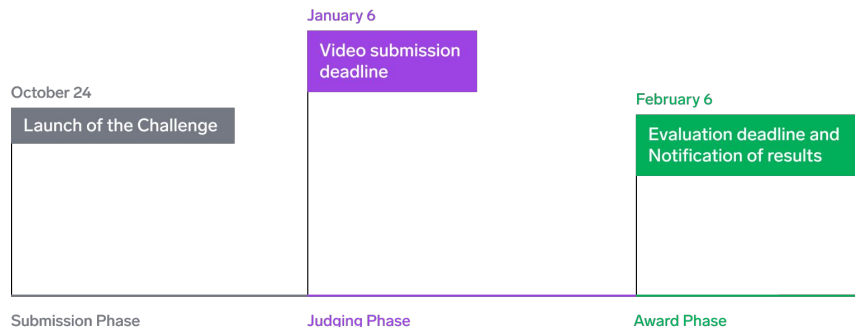 January 6
Video submission
deadline
October 24
Launch of the Challenge
February 6
Evaluation deadline and
Notification of results
Submission Phase
Judging Phase
Award Phase